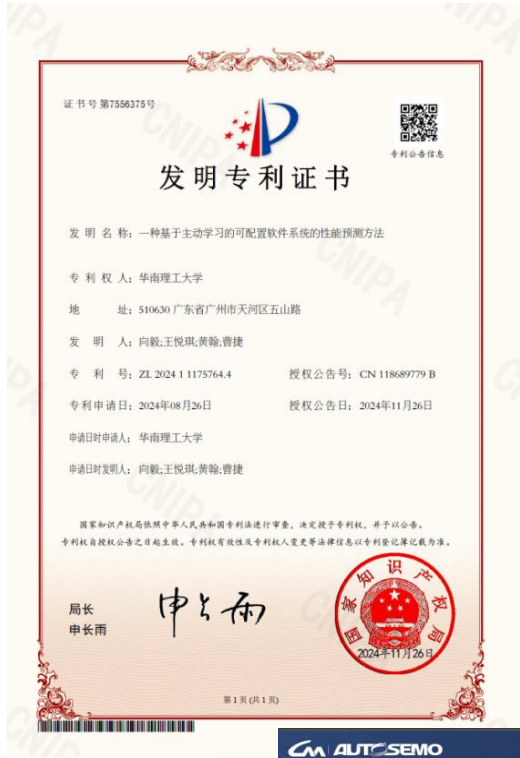 证书号第7556375号
专利公告信息
发明专利证书
发 明 名 称：一种基于主动学习的可配置软件系统的性能预测方法
专 利 权 人：华南理工大学
地 址：510630 广东省广州市天河区五山路
发 明 人：向毅;王悦琪;黄翰;曹捷
专 利 号：ZL 2024 1 1175764.4 授权公告号：CN 118689779 B
专利申请日：2024年08月26日 授权公告日：2024年11月26日
申请日时申请人：华南理工大学
申请日时发明人：向毅;王悦琪;黄翰;曹捷
国家知识产权局依照中华人民共和国专利法进行审查，决定授予专利权，并予以公告。
专利权自授权公告之日起生效。专利权有效性及专利权人变更等法律信息以专利登记簿记载为准。
局长
申长雨
申长雨
国家知识产权局
2024年11月26日
第1页(共1页)
AUTOSEMO
CNIPA